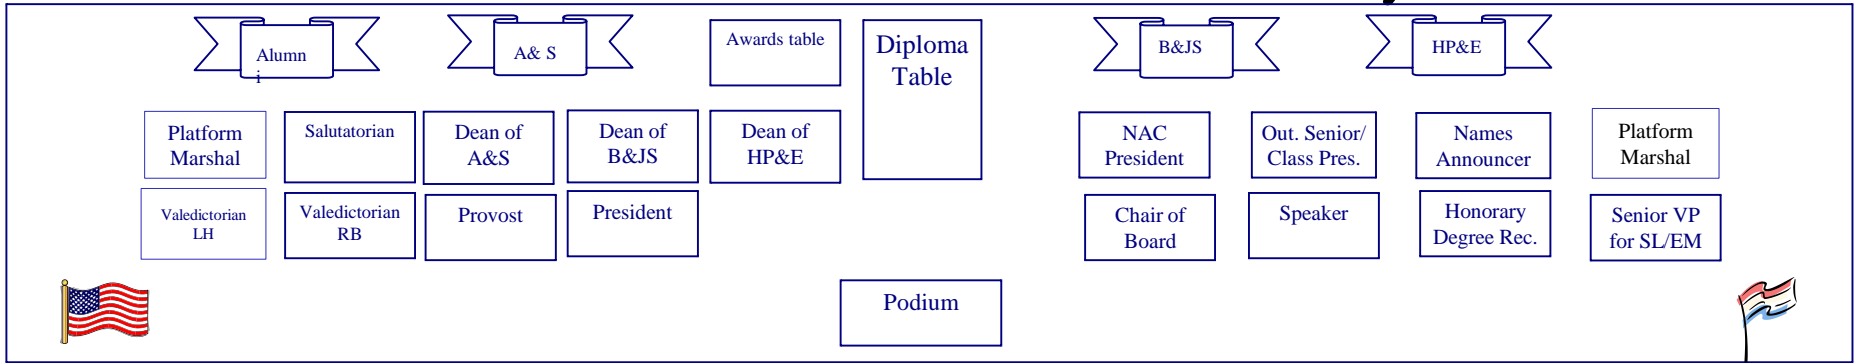 Alumn
i
A& S
Awards table
Diploma
Table
B&JS
HP&E
Platform
Marshal
Salutatorian
Dean of
A&S
Dean of
B&JS
Dean of
HP&E
NAC
President
Out. Senior/
Class Pres.
Names
Announcer
Platform
Marshal
Valedictorian
LH
Valedictorian
RB
Provost
President
Chair of
Board
Speaker
Honorary
Degree Rec.
Senior VP
for SL/EM
Podium